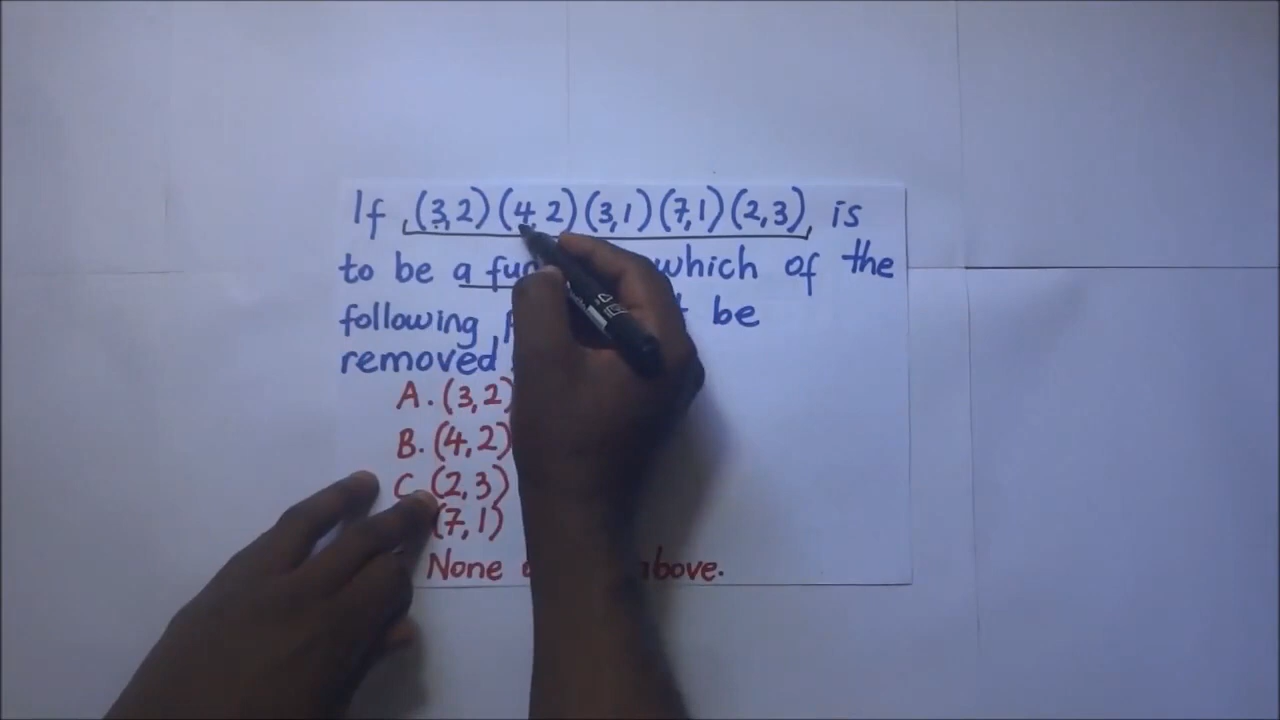 If (3,2) (4,2) (3,1) (7,1) (2,3), is
to be a which of the
following be
removed
A. (3,2)
B. (4,2)
C. (2,3)
(7,1)
None above.